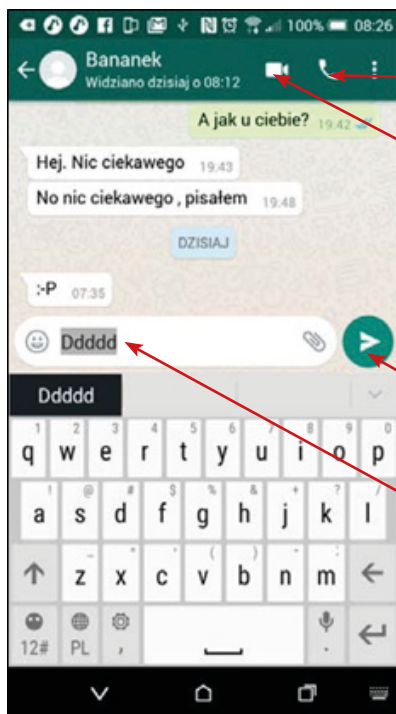 100% 08:26
Bananek
Widziano dzisiaj o 08:12
A jak u ciebie? 19:42
Hej. Nic ciekawego 19:43
No nic ciekawego , pisałem 19:48
DZISIAJ
:-P 07:35
Ddddd
Ddddd
1 2 3 4 5 6 7 8 9 0
q w e r t y u i o p
! @ # $ % & + ? /
a s d f g h j k l
- " ' ( ) - : ;
z x c v b n m
12# PL , .